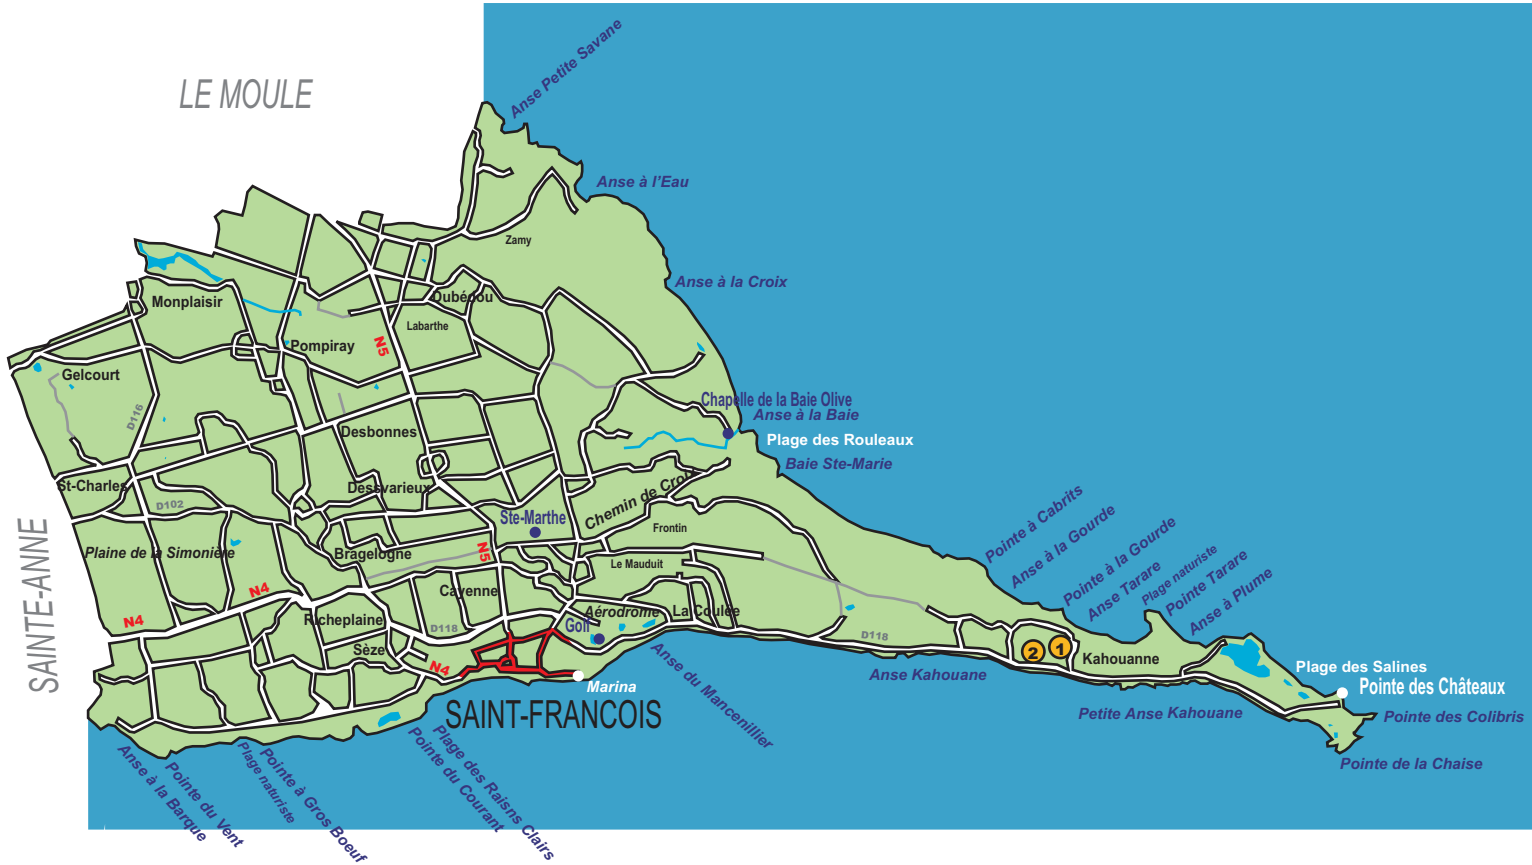 Anse Petite Savane
LE MOULE
Anse à l'Eau
Zamy
Anse à la Croix
Monplaisir
Dubédou
Labarthe
N5
Pompiray
Gelcourt
D116
Chapelle de la Baie Olive
Anse à la Baie
Desbonnes
Plage des Rouleaux
Baie Ste-Marie
St-Charles
Dessvarieux
Chemin de Croix
D102
Ste-Marthe
Frontin
SAINTE-ANNE
Plaine de la Simonière
Bragelogne
N5
Le Mauduit
Pointe à Cabrits
Anse à la Gourde
Pointe à la Gourde
Anse Tarare
Plage naturiste
Pointe Tarare
Anse à Plume
N4
N4
Cayenne
Richeplaine
Aérodrome
La Coulée
D118
Golf
D118
Sèze
N4
2
1
Kahouanne
Plage des Salines
Anse Kahouane
Pointe des Châteaux
Marina
Anse du Mancenillier
SAINT-FRANCOIS
Petite Anse Kahouane
Pointe des Colibris
Pointe de la Chaise
Anse à la Barque
Pointe du Vent
Plage naturiste
Pointe à Gros Boeuf
Pointe du Courant
Plage des Raisns Clairs